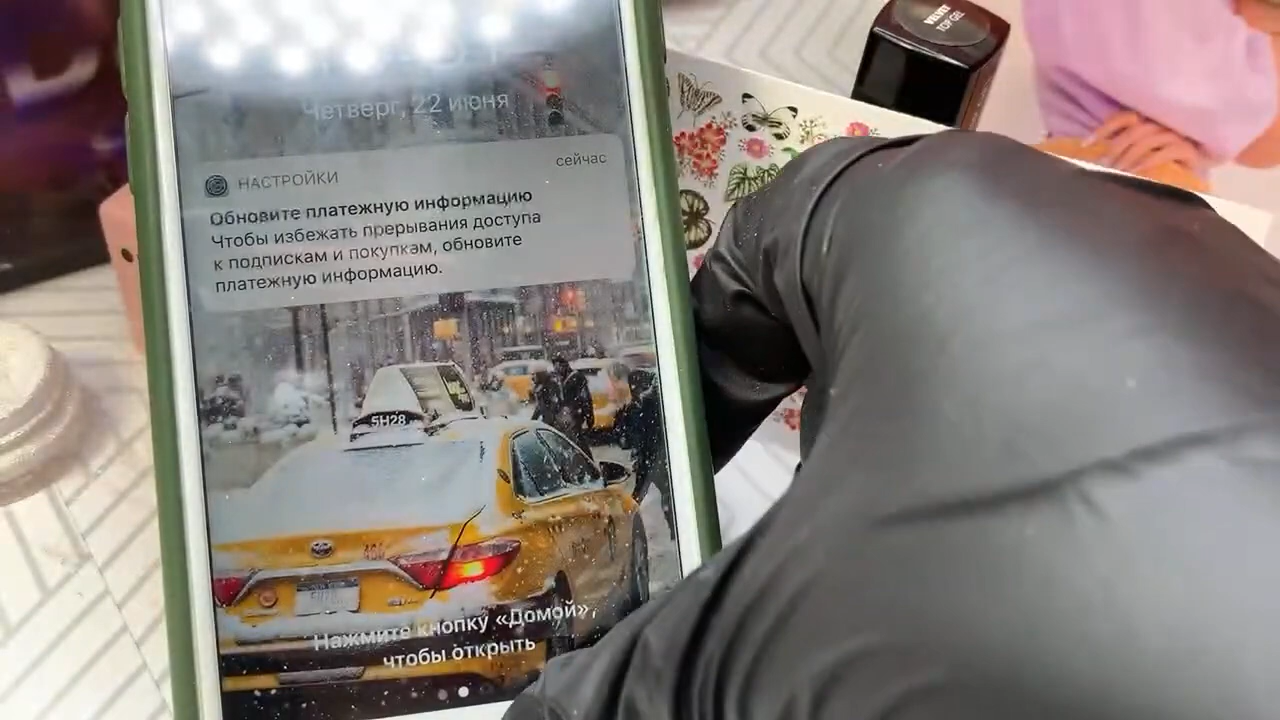 VELVET
TOP GEL
Четверг, 22 июня
НАСТРОЙКИ
сейчас
Обновите платежную информацию
Чтобы избежать прерывания доступа
к подпискам и покупкам, обновите
платежную информацию.
5H28
Нажмите кнопку «Домой»,
чтобы открыть